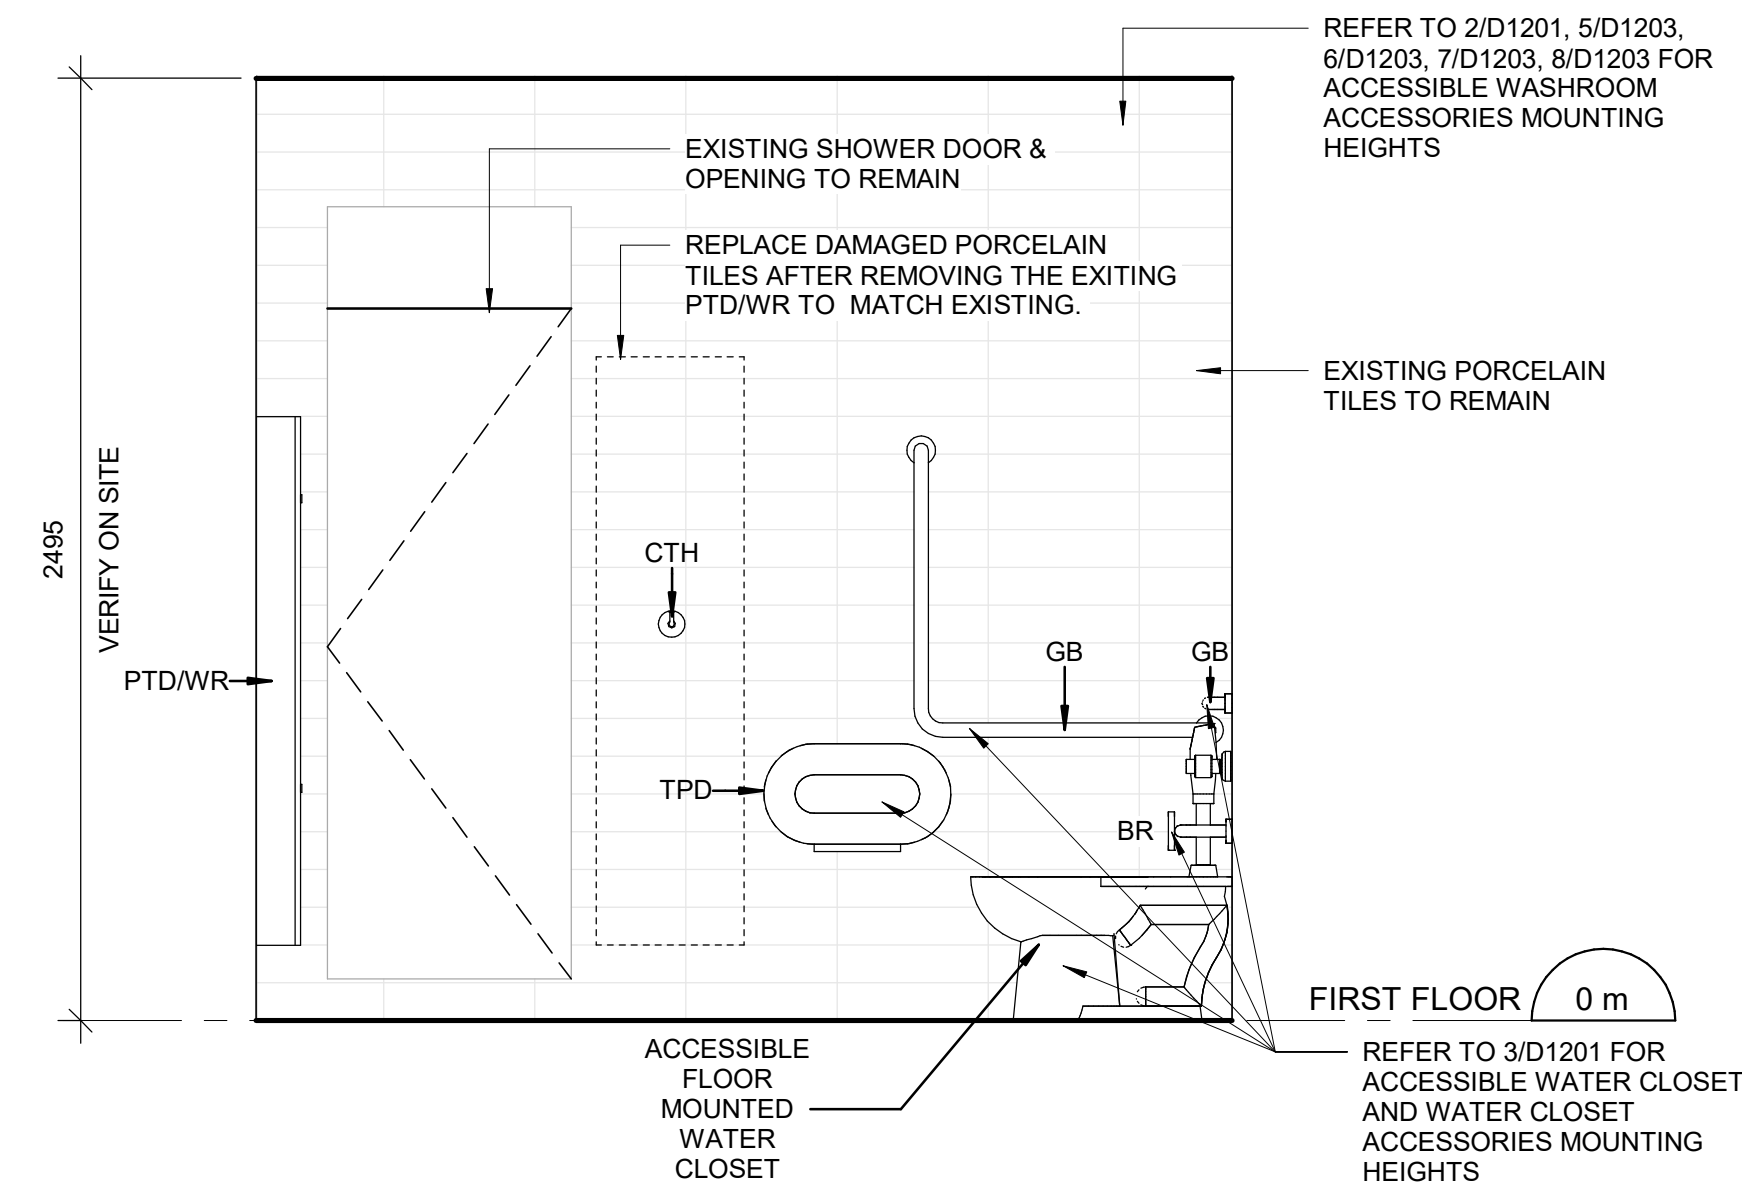 REFER TO 2/D1201, 5/D1203,
6/D1203, 7/D1203, 8/D1203 FOR
ACCESSIBLE WASHROOM
ACCESSORIES MOUNTING
HEIGHTS
EXISTING SHOWER DOOR &
OPENING TO REMAIN
REPLACE DAMAGED PORCELAIN
TILES AFTER REMOVING THE EXITING
PTD/WR TO MATCH EXISTING.
EXISTING PORCELAIN
TILES TO REMAIN
2495
VERIFY ON SITE
CTH
GB
GB
PTD/WR
TPD
BR
FIRST FLOOR
0 m
ACCESSIBLE
FLOOR
MOUNTED
WATER
CLOSET
REFER TO 3/D1201 FOR
ACCESSIBLE WATER CLOSET
AND WATER CLOSET
ACCESSORIES MOUNTING
HEIGHTS